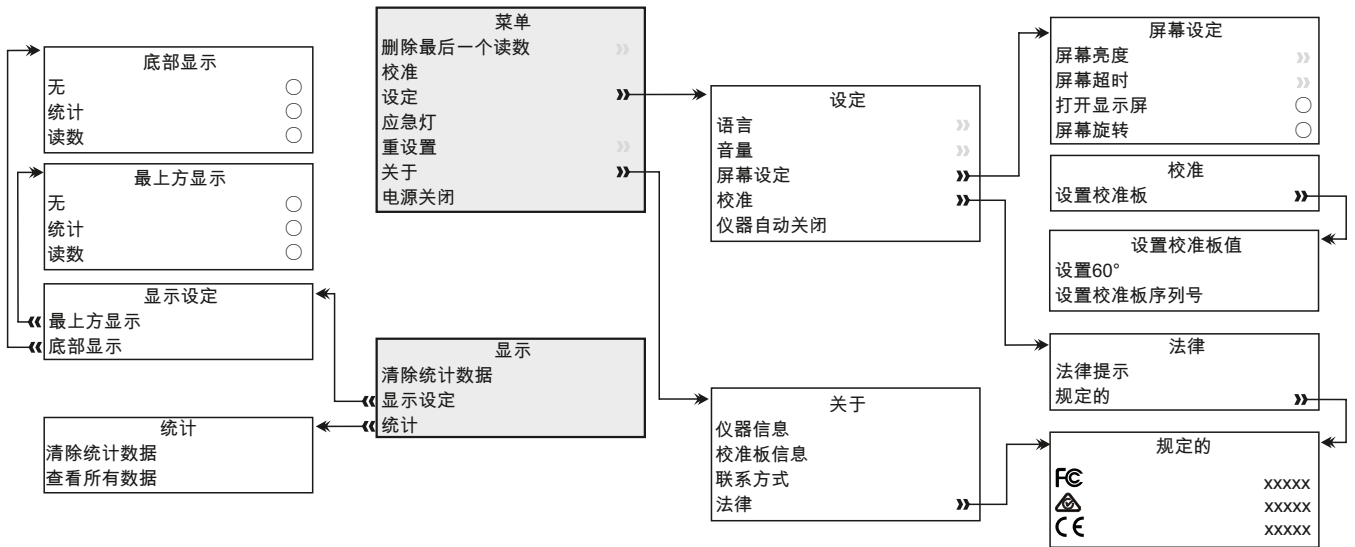 底部显示
无
统计
读数
最上方显示
无
统计
读数
显示设定
最上方显示
底部显示
统计
清除统计数据
查看所有数据
菜单
删除最后一个读数
校准
设定
应急灯
重设置
关于
电源关闭
显示
清除统计数据
显示设定
统计
设定
语言
音量
屏幕设定
校准
仪器自动关闭
关于
仪器信息
校准板信息
联系方式
法律
屏幕设定
屏幕亮度
屏幕超时
打开显示屏
屏幕旋转
校准
设置校准板
设置校准板值
设置60°
设置校准板序列号
法律
法律提示
规定的
规定的
FC xxxxx
xxxxx
CE xxxxx